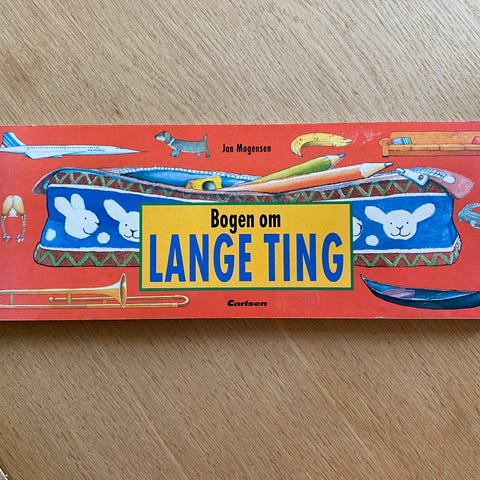 Jan Mogensen
Bogen om
LANGE TING
Carlsen